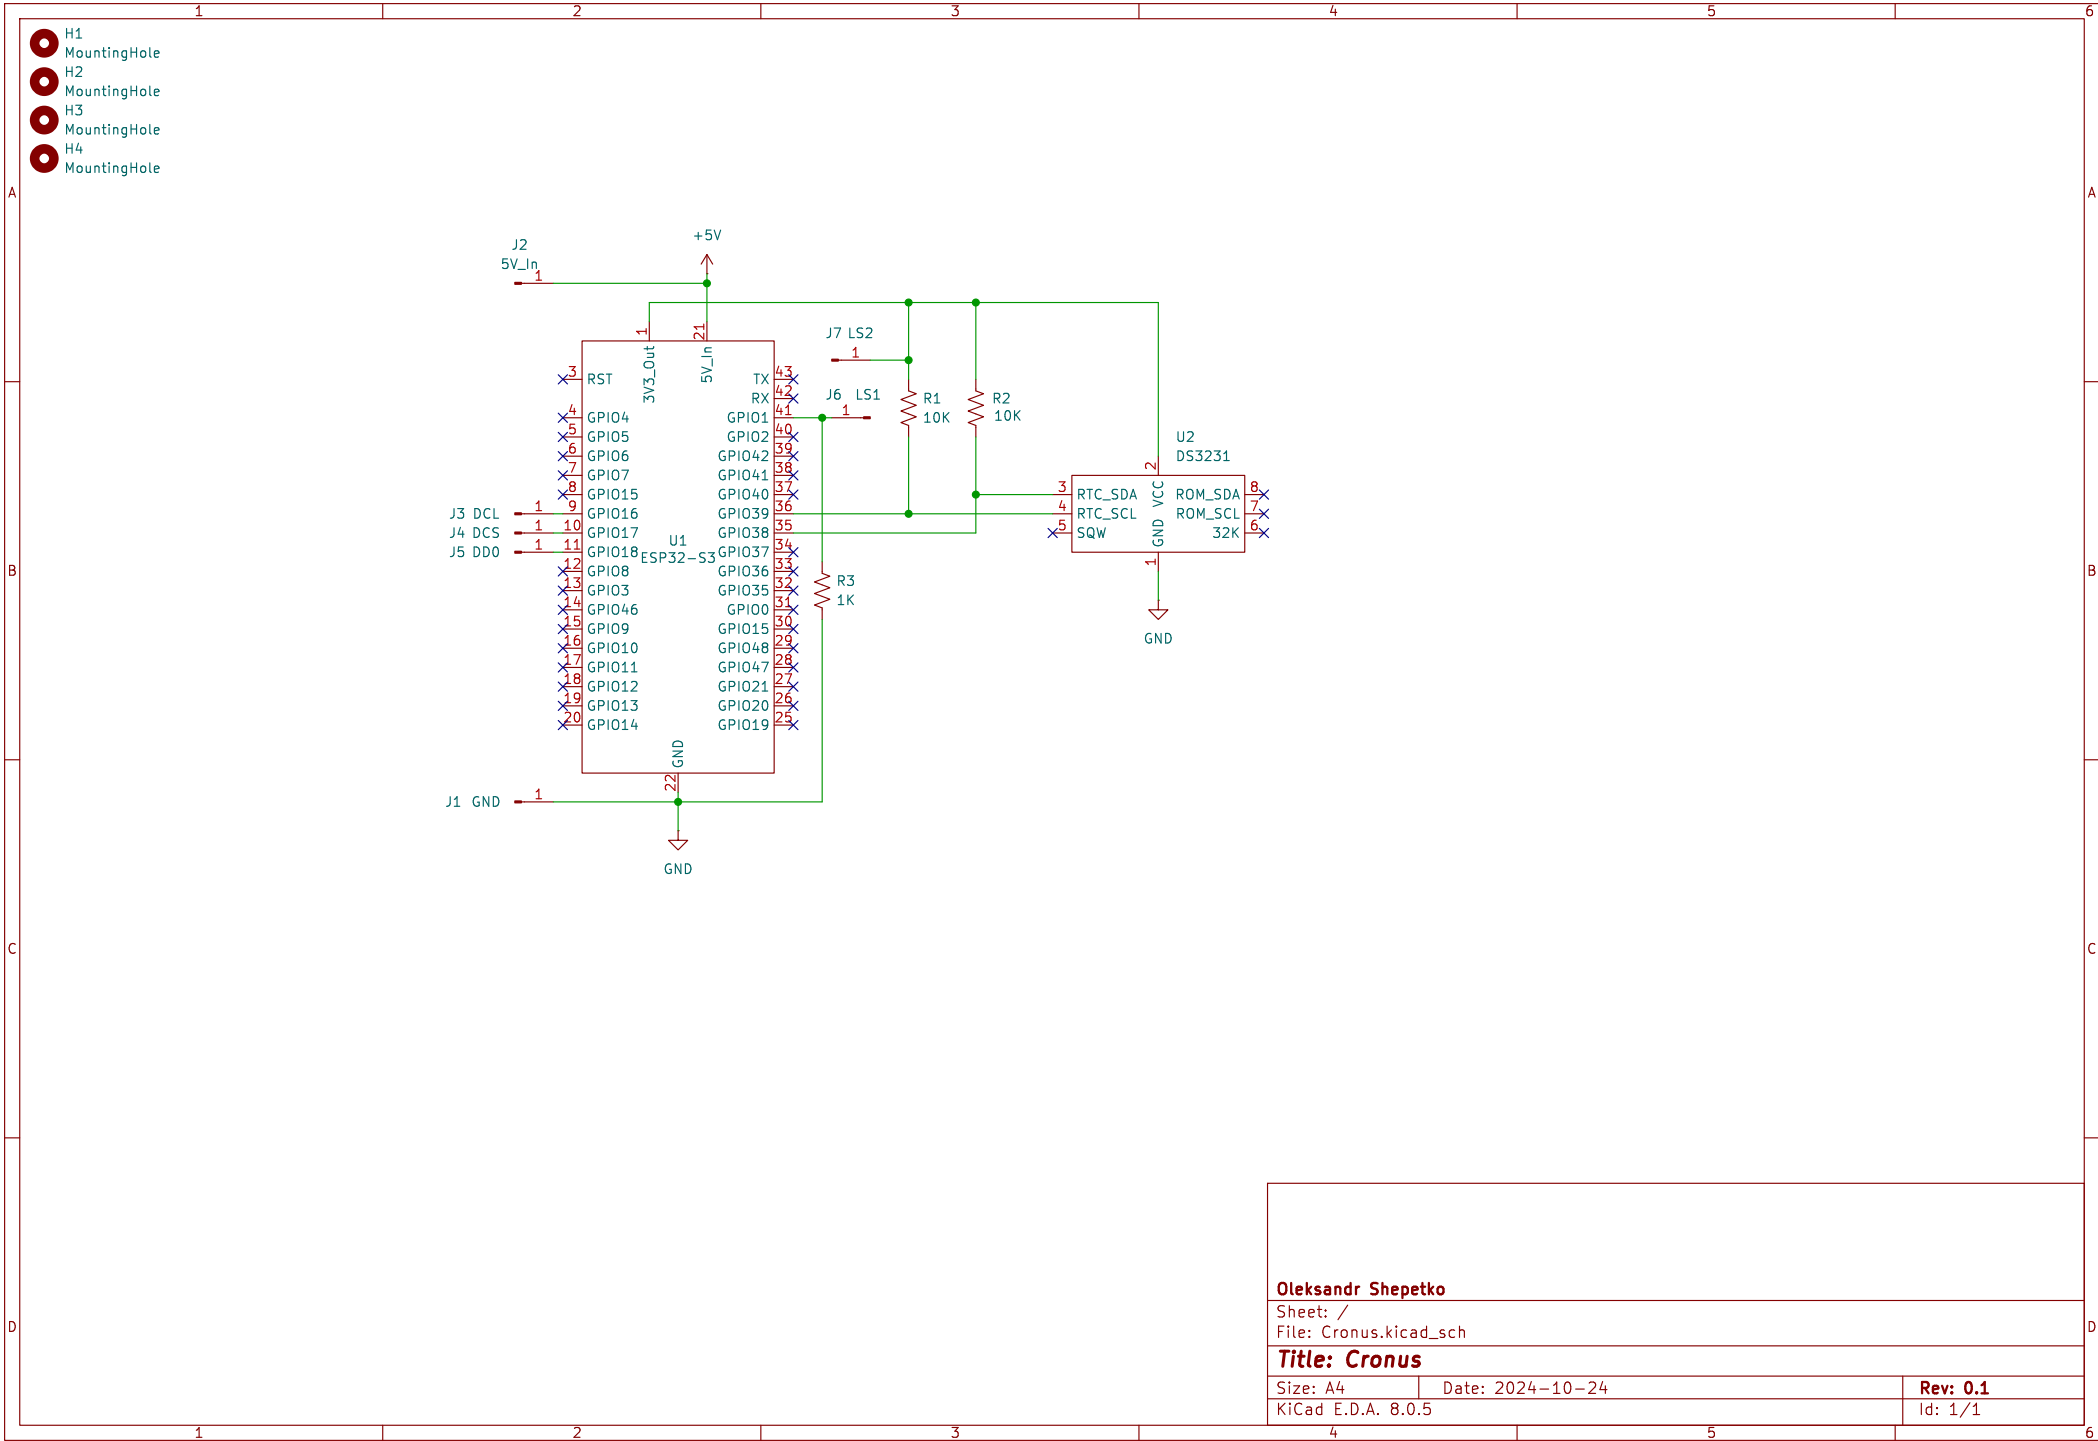 1 2 3 4 5 6
H1
MountingHole
H2
MountingHole
H3
MountingHole
H4
MountingHole
A A
+5V
J2
5V_In
1
1 21
3V3_Out 5V_In
J7 LS2
1
3 RST TX 43
RX 42
J6 LS1
1
4 GPIO4 GPIO1 41
5 GPIO5 GPIO2 40
6 GPIO6 GPIO42 39
7 GPIO7 GPIO41 38
8 GPIO15 GPIO40 37
J3 DCL 1 9 GPIO16 GPIO39 36
J4 DCS 1 10 GPIO17 GPIO38 35
J5 DD0 1 11 GPIO18 GPIO37 34
12 GPIO8 GPIO36 33
13 GPIO3 GPIO35 32
14 GPIO46 GPIO0 31
15 GPIO9 GPIO15 30
16 GPIO10 GPIO48 29
17 GPIO11 GPIO47 28
18 GPIO12 GPIO21 27
19 GPIO13 GPIO20 26
20 GPIO14 GPIO19 25
U1
ESP32-S3
GND
22
J1 GND 1
GND
R1
10K
R2
10K
R3
1K
U2
DS3231
2
3 RTC_SDA VCC ROM_SDA 8
4 RTC_SCL ROM_SCL 7
5 SQW GND 32K 6
1
GND
B B
C C
D D
Oleksandr Shepetko
Sheet: /
File: Cronus.kicad_sch
Title: Cronus
Size: A4 Date: 2024-10-24 Rev: 0.1
KiCad E.D.A. 8.0.5 Id: 1/1
1 2 3 4 5 6